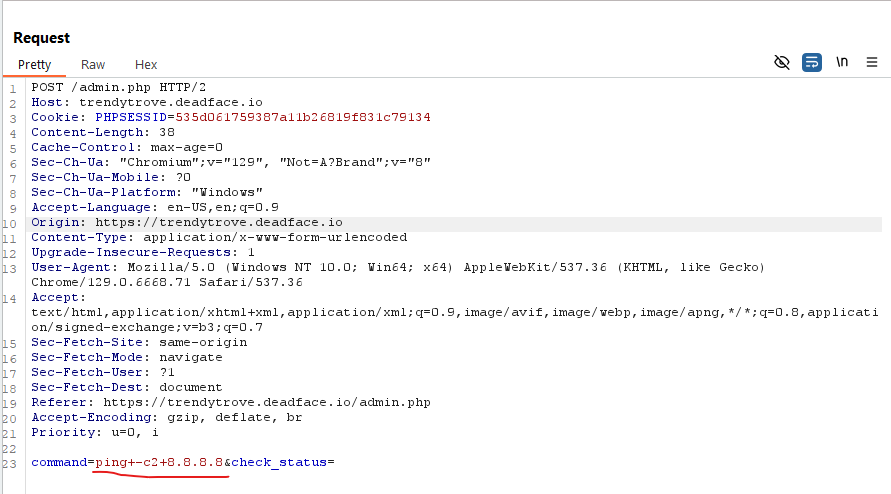 Request
Pretty Raw Hex
\n
1 POST /admin.php HTTP/2
2 Host: trendytrove.deadface.io
3 Cookie: PHPSESSID=535d061759387a11b26819f831c79134
4 Content-Length: 38
5 Cache-Control: max-age=0
6 Sec-Ch-Ua: "Chromium";v="129", "Not=A?Brand";v="8"
7 Sec-Ch-Ua-Mobile: ?0
8 Sec-Ch-Ua-Platform: "Windows"
9 Accept-Language: en-US,en;q=0.9
10 Origin: https://trendytrove.deadface.io
11 Content-Type: application/x-www-form-urlencoded
12 Upgrade-Insecure-Requests: 1
13 User-Agent: Mozilla/5.0 (Windows NT 10.0; Win64; x64) AppleWebKit/537.36 (KHTML, like Gecko)
Chrome/129.0.6668.71 Safari/537.36
14 Accept:
text/html,application/xhtml+xml,application/xml;q=0.9,image/avif,image/webp,image/apng,*/*;q=0.8,applicati
on/signed-exchange;v=b3;q=0.7
15 Sec-Fetch-Site: same-origin
16 Sec-Fetch-Mode: navigate
17 Sec-Fetch-User: ?1
18 Sec-Fetch-Dest: document
19 Referer: https://trendytrove.deadface.io/admin.php
20 Accept-Encoding: gzip, deflate, br
21 Priority: u=0, i
22
23 command=ping+-c2+8.8.8.8&check_status=